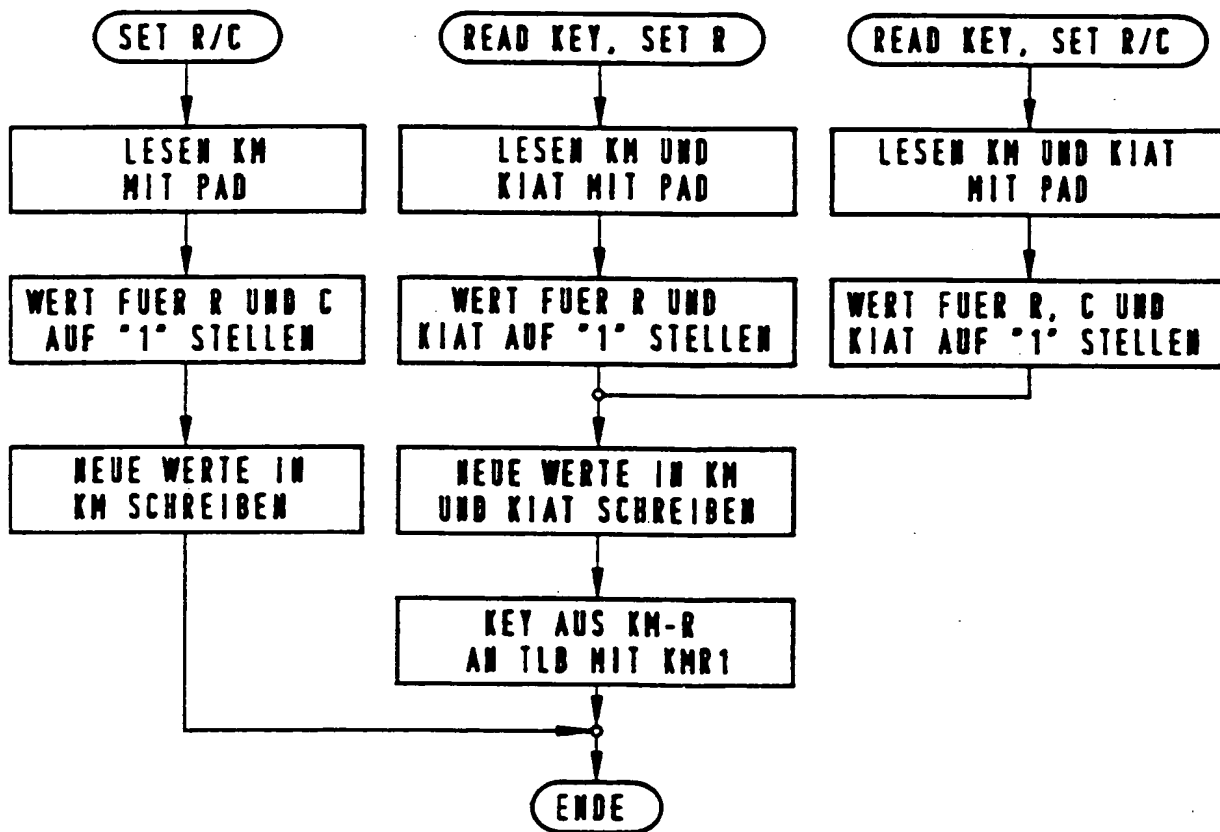 SET R/C
READ KEY, SET R
READ KEY, SET R/C
LESEN KM
MIT PAD
LESEN KM UND
KIAT MIT PAD
LESEN KM UND KIAT
MIT PAD
WERT FUER R UND C
AUF "1" STELLEN
WERT FUER R UND
KIAT AUF "1" STELLEN
WERT FUER R, C UND
KIAT AUF "1" STELLEN
NEUE WERTE IN
KM SCHREIBEN
NEUE WERTE IN KM
UND KIAT SCHREIBEN
KEY AUS KM-R
AN TLB MIT KMR1
ENDE